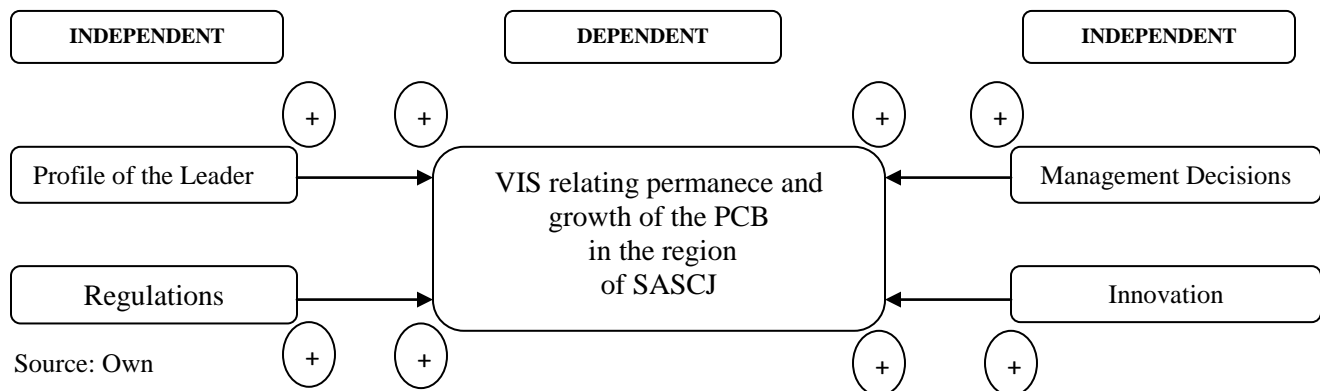 INDEPENDENT
DEPENDENT
INDEPENDENT
+
+
+
+
Profile of the Leader
VIS relating permanece and
growth of the PCB
in the region
of SASCJ
Management Decisions
Regulations
Innovation
+
+
+
+
Source: Own